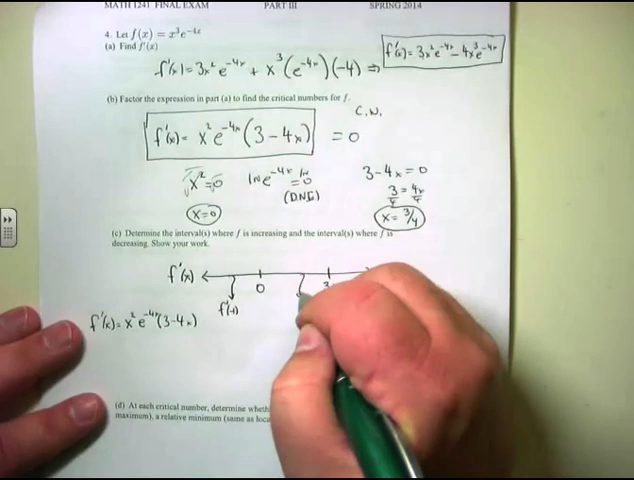 MATH 1241 FINAL EXAM PART III SPRING 2014
4. Let f(x) = x³e⁻⁴ˣ
(a) Find f'(x)
f'(x) = 3x²e⁻⁴ˣ + x³(e⁻⁴ˣ)(-4) ⇒ f'(x) = 3x²e⁻⁴ˣ - 4x³e⁻⁴ˣ
(b) Factor the expression in part (a) to find the critical numbers for f.
C.N.
f'(x) = x²e⁻⁴ˣ(3 - 4x) = 0
√x² = √0 ln e⁻⁴ˣ = ln 0 3 - 4x = 0
(DNE) 3/4 = 4x/4
x = 0 x = 3/4
(c) Determine the interval(s) where f is increasing and the interval(s) where f is
decreasing. Show your work.
f'(x)
0 3
f'(-1)
f'(x) = x²e⁻⁴ˣ(3 - 4x)
(d) At each critical number, determine
maximum), a relative minimum (same as